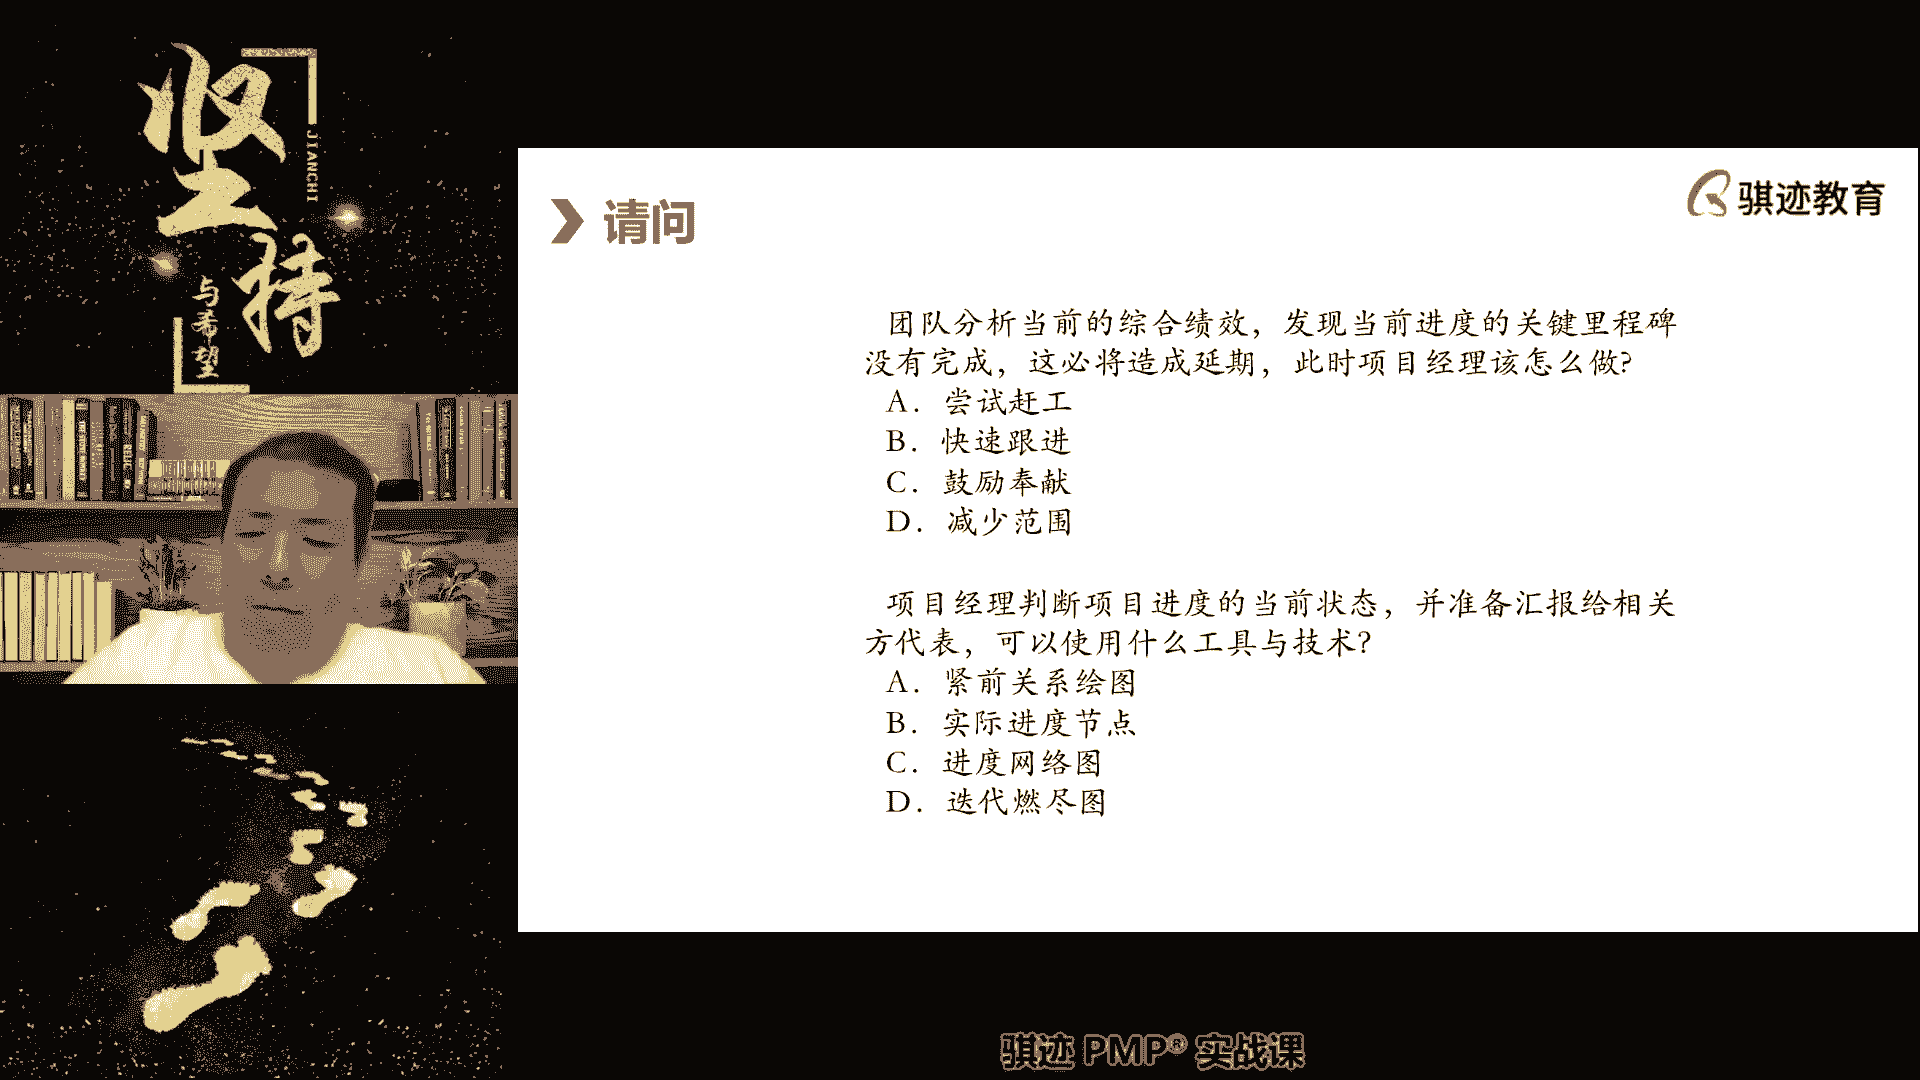 坚
持
JIANCHI
与希望
骐迹教育
请问
团队分析当前的综合绩效，发现当前进度的关键里程碑
没有完成，这必将造成延期，此时项目经理该怎么做?
A. 尝试赶工
B. 快速跟进
C. 鼓励奉献
D. 减少范围
项目经理判断项目进度的当前状态，并准备汇报给相关
方代表，可以使用什么工具与技术?
A. 紧前关系绘图
B. 实际进度节点
C. 进度网络图
D. 迭代燃尽图
骐迹 PMP® 实战课